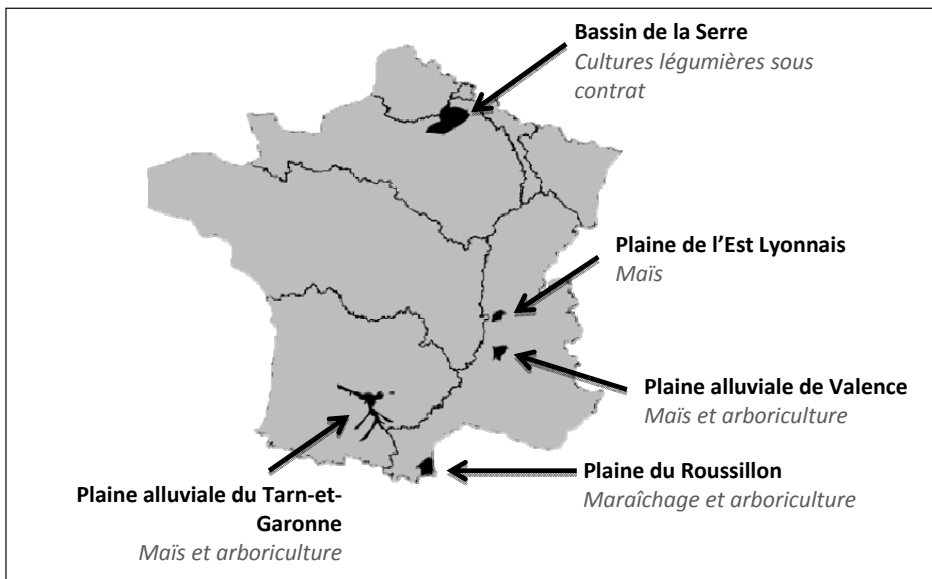 Bassin de la Serre
Cultures légumières sous
contrat
Plaine de l’Est Lyonnais
Maïs
Plaine alluviale de Valence
Maïs et arboriculture
Plaine du Roussillon
Maraîchage et arboriculture
Plaine alluviale du Tarn-et-
Garonne
Maïs et arboriculture